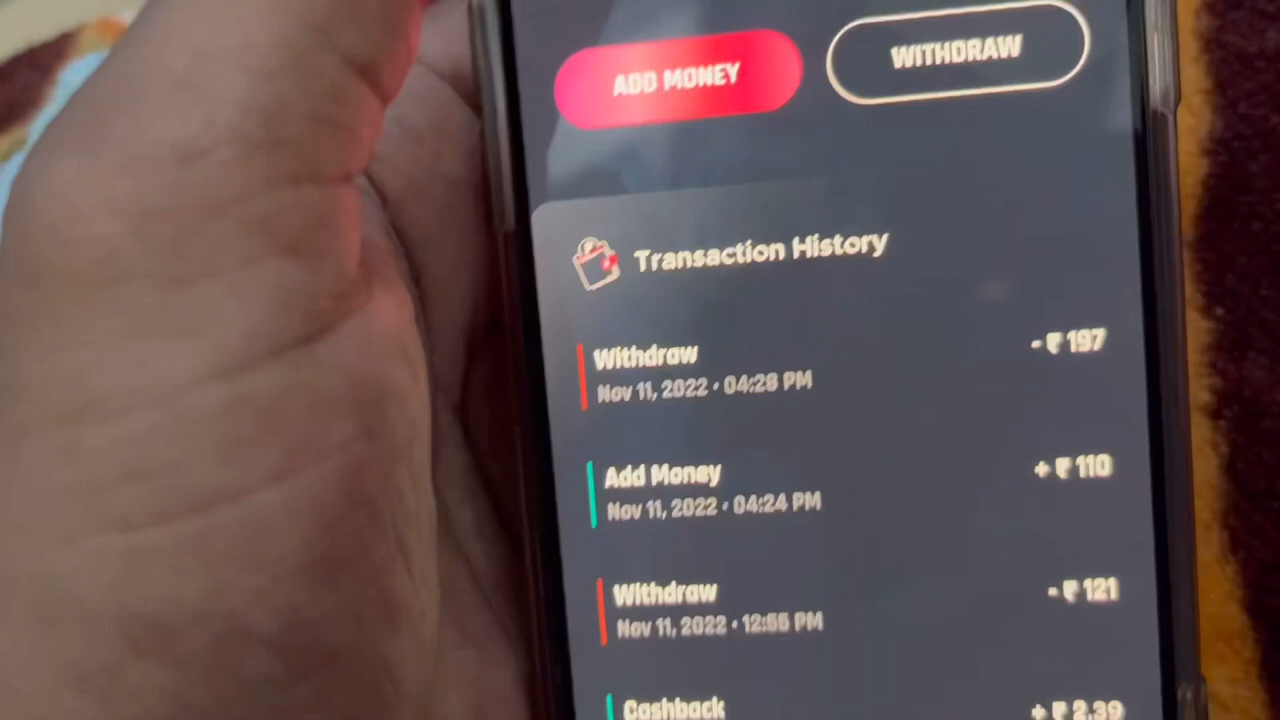 ADD MONEY
WITHDRAW
Transaction History
Withdraw
- ₹ 197
Nov 11, 2022 • 04:28 PM
Add Money
+ ₹ 110
Nov 11, 2022 • 04:24 PM
Withdraw
- ₹ 121
Nov 11, 2022 • 12:55 PM
Cashback
+ ₹ 2.39